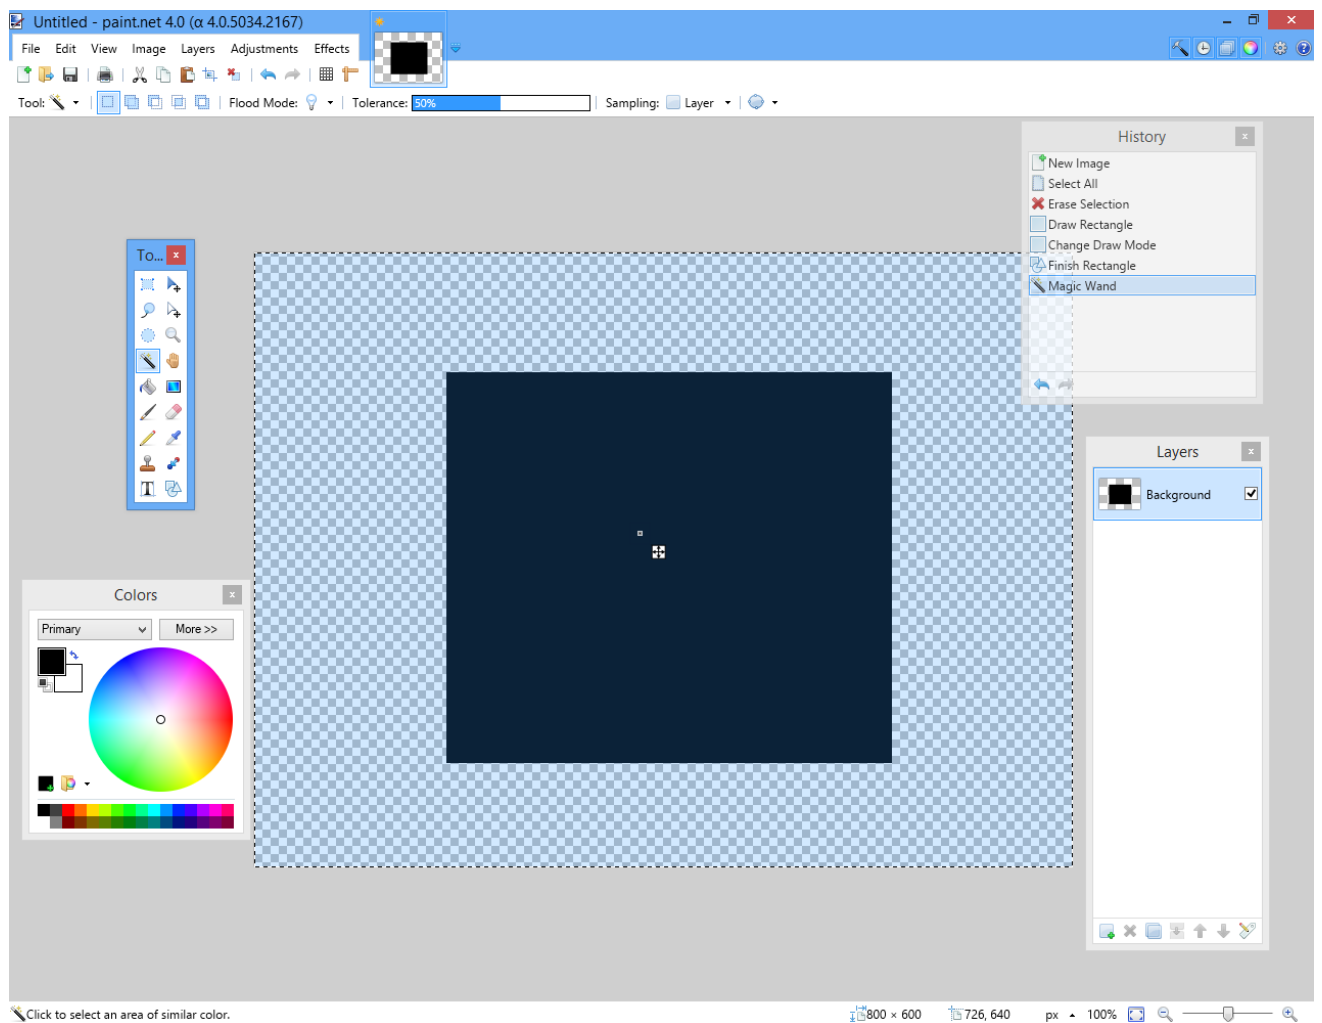 Untitled - paint.net 4.0 (α 4.0.5034.2167)
File Edit View Image Layers Adjustments Effects
Tool: Flood Mode: Tolerance: 50% Sampling: Layer
History
New Image
Select All
Erase Selection
Draw Rectangle
Change Draw Mode
Finish Rectangle
Magic Wand
To...
Layers
Background
Colors
Primary More >>
Click to select an area of similar color.
800 × 600 726, 640 px 100%